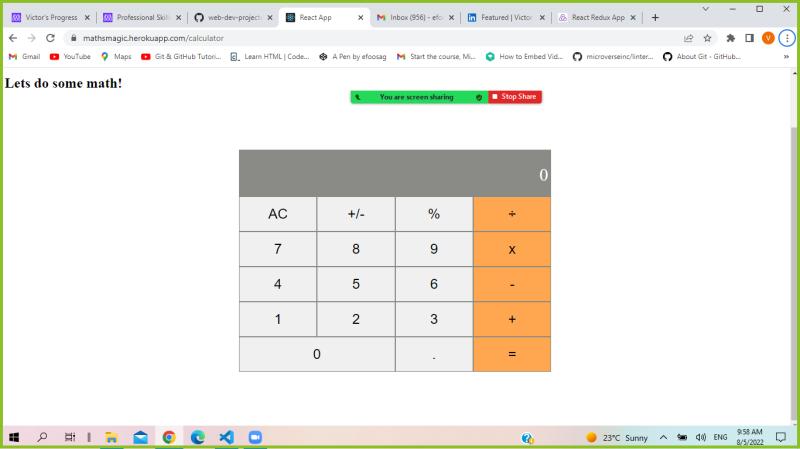 Victor's Progress
Professional Skill
web-dev-project
React App
Inbox (956) - efoo
Featured | Victor
React Redux App
mathsmagic.herokuapp.com/calculator
Gmail
YouTube
Maps
Git & GitHub Tutori...
Learn HTML | Code...
A Pen by efoosag
Start the course, Mi...
How to Embed Vid...
microverseinc/linter...
About Git - GitHub...
V
Lets do some math!
You are screen sharing
Stop Share
0
AC +/- % ÷
7 8 9 x
4 5 6 -
1 2 3 +
0 . =
23°C Sunny
ENG
9:58 AM
8/5/2022